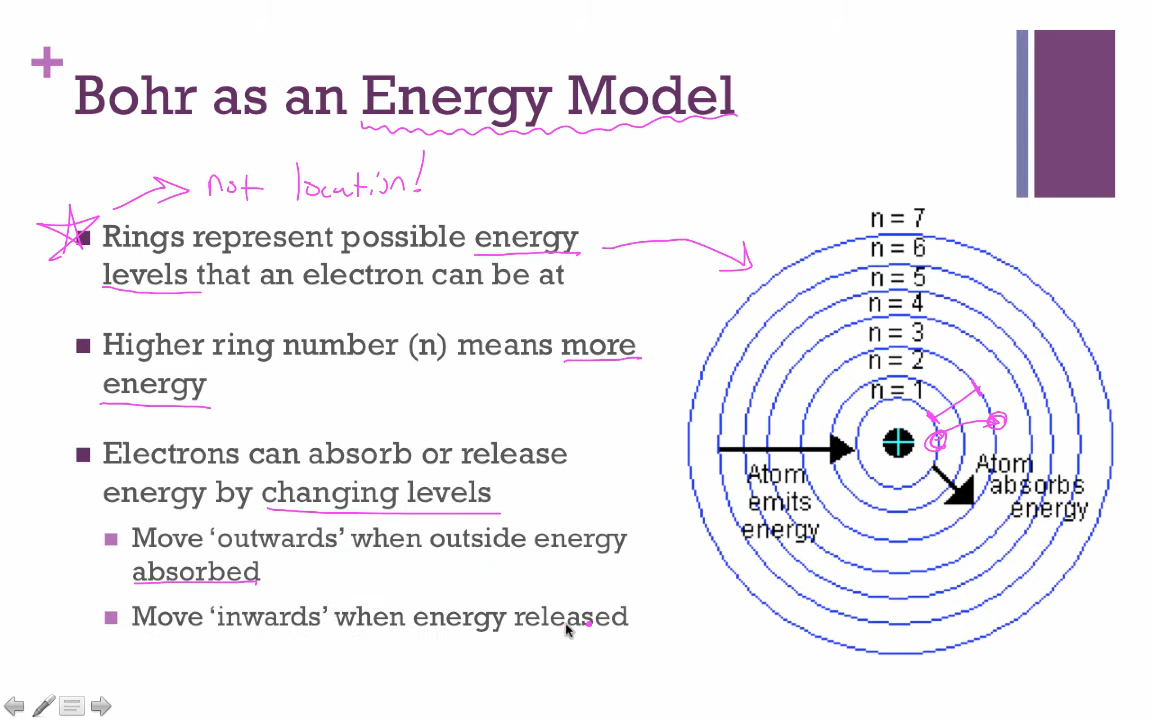 +
Bohr as an Energy Model
not location!
Rings represent possible energy
levels that an electron can be at
Higher ring number (n) means more
energy
Electrons can absorb or release
energy by changing levels
Move ‘outwards’ when outside energy
absorbed
Move ‘inwards’ when energy released
n = 7
n = 6
n = 5
n = 4
n = 3
n = 2
n = 1
Atom
emits
energy
Atom
absorbs
energy